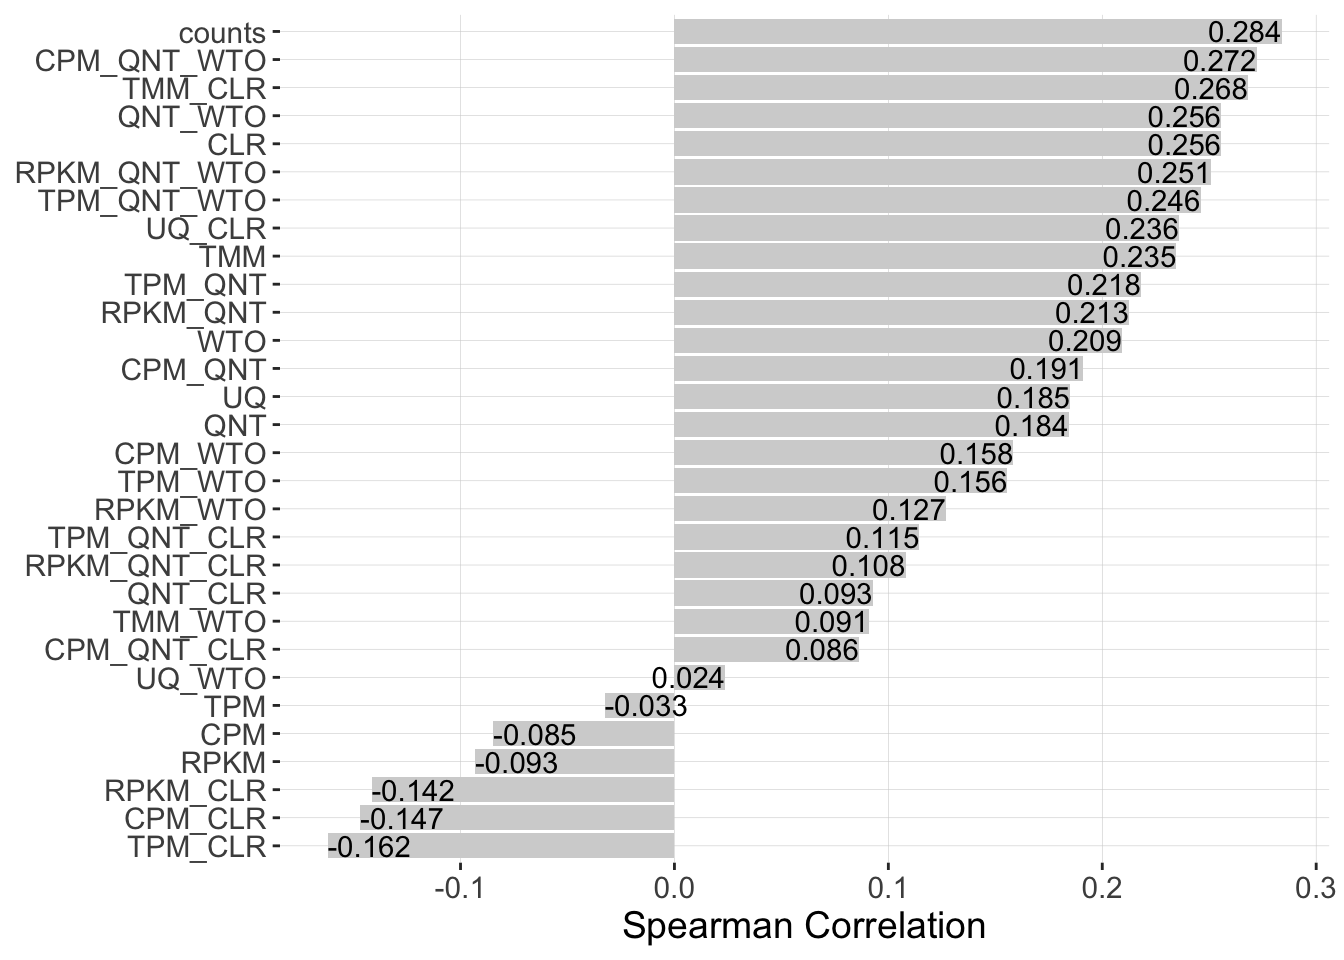 counts 0.284
CPM_QNT_WTO 0.272
TMM_CLR 0.268
QNT_WTO 0.256
CLR 0.256
RPKM_QNT_WTO 0.251
TPM_QNT_WTO 0.246
UQ_CLR 0.236
TMM 0.235
TPM_QNT 0.218
RPKM_QNT 0.213
WTO 0.209
CPM_QNT 0.191
UQ 0.185
QNT 0.184
CPM_WTO 0.158
TPM_WTO 0.156
RPKM_WTO 0.127
TPM_QNT_CLR 0.115
RPKM_QNT_CLR 0.108
QNT_CLR 0.093
TMM_WTO 0.091
CPM_QNT_CLR 0.086
UQ_WTO 0.024
TPM -0.033
CPM -0.085
RPKM -0.093
RPKM_CLR -0.142
CPM_CLR -0.147
TPM_CLR -0.162
-0.1 0.0 0.1 0.2 0.3
Spearman Correlation